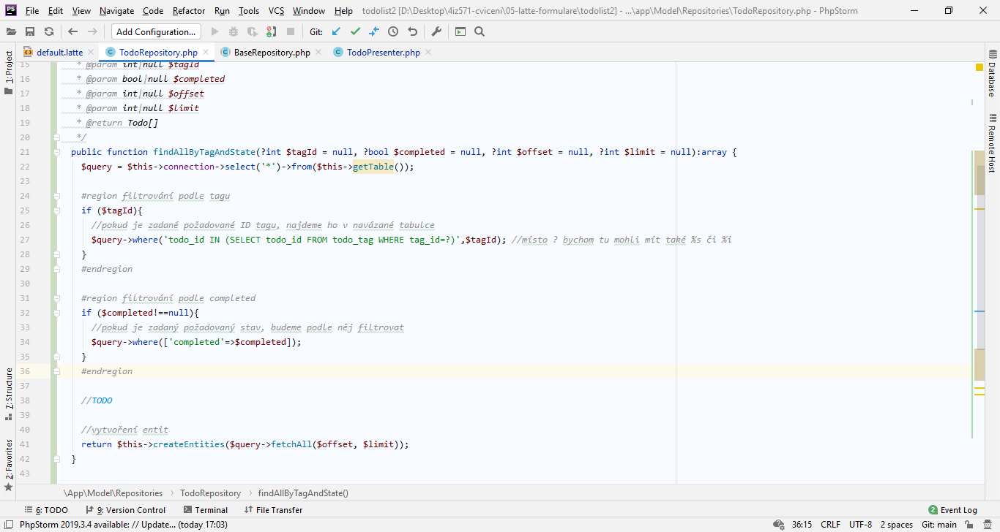 File Edit View Navigate Code Refactor Run Tools VCS Window Help todolist2 [D:\Desktop\4iz571-cviceni\05-latte-formulare\todolist2] - ...\app\Model\Repositories\TodoRepository.php - PhpStorm
Add Configuration... Git:
default.latte TodoRepository.php BaseRepository.php TodoPresenter.php
1: Project
7: Structure
2: Favorites
15 * @param int|null $tagId
16 * @param bool|null $completed
17 * @param int|null $offset
18 * @param int|null $limit
19 * @return Todo[]
20 */
21 public function findAllByTagAndState(?int $tagId = null, ?bool $completed = null, ?int $offset = null, ?int $limit = null):array {
22 $query = $this->connection->select('*')->from($this->getTable());
23
24 #region filtrování podle tagu
25 if ($tagId){
26 //pokud je zadané požadované ID tagu, najdeme ho v navázané tabulce
27 $query->where('todo_id IN (SELECT todo_id FROM todo_tag WHERE tag_id=?)',$tagId); //místo ? bychom tu mohli mít také %s či %i
28 }
29 #endregion
30
31 #region filtrování podle completed
32 if ($completed!==null){
33 //pokud je zadaný požadovaný stav, budeme podle něj filtrovat
34 $query->where(['completed'=>$completed]);
35 }
36 #endregion
37
38 //TODO
39
40 //vytvoření entit
41 return $this->createEntities($query->fetchAll($offset, $limit));
42 }
43
Database
Remote Host
\App\Model\Repositories TodoRepository findAllByTagAndState()
6: TODO 9: Version Control Terminal File Transfer 2 Event Log
PhpStorm 2019.3.4 available: // Update... (today 17:03) 36:15 CRLF UTF-8 2 spaces Git: main